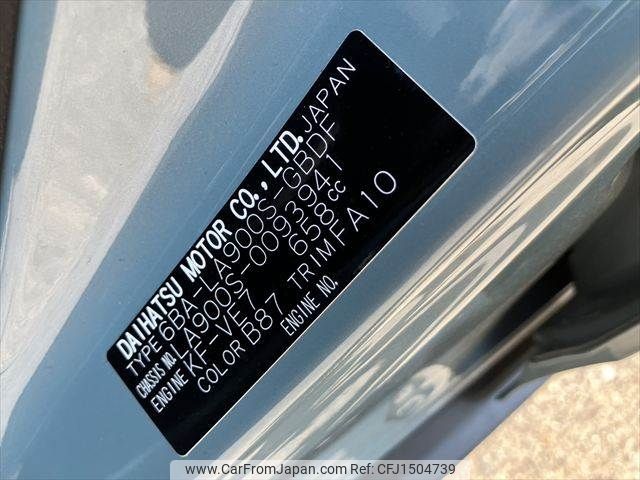 DAIHATSU MOTOR CO., LTD. JAPAN
TYPE 6BA-LA900S-GBDF
CHASSIS NO. LA900S-0093941
ENGINE KF-VE7 658cc
COLOR B87 TRIM FA10
ENGINE NO.
www.CarFromJapan.com - CFJ1504739